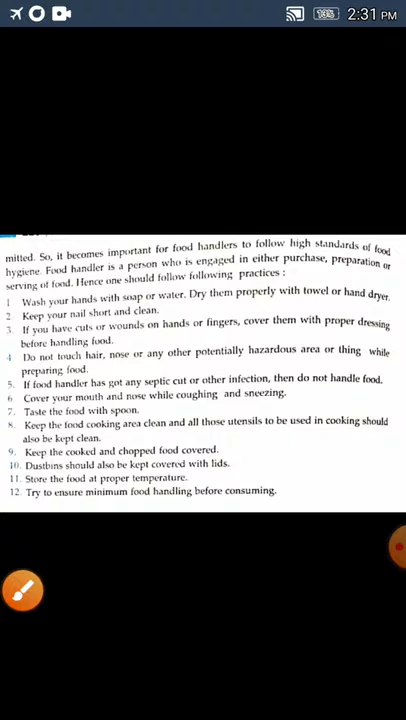 13% 2:31 PM
mitted. So, it becomes important for food handlers to follow high standards of food
hygiene. Food handler is a person who is engaged in either purchase, preparation or
serving of food. Hence one should follow following practices :
1 Wash your hands with soap or water. Dry them properly with towel or hand dryer.
2 Keep your nail short and clean.
3. If you have cuts or wounds on hands or fingers, cover them with proper dressing
before handling food.
4 Do not touch hair, nose or any other potentially hazardous area or thing while
preparing food.
5. If food handler has got any septic cut or other infection, then do not handle food.
6 Cover your mouth and nose while coughing and sneezing.
7. Taste the food with spoon.
8. Keep the food cooking area clean and all those utensils to be used in cooking should
also be kept clean.
9. Keep the cooked and chopped food covered.
10. Dustbins should also be kept covered with lids.
11. Store the food at proper temperature.
12. Try to ensure minimum food handling before consuming.